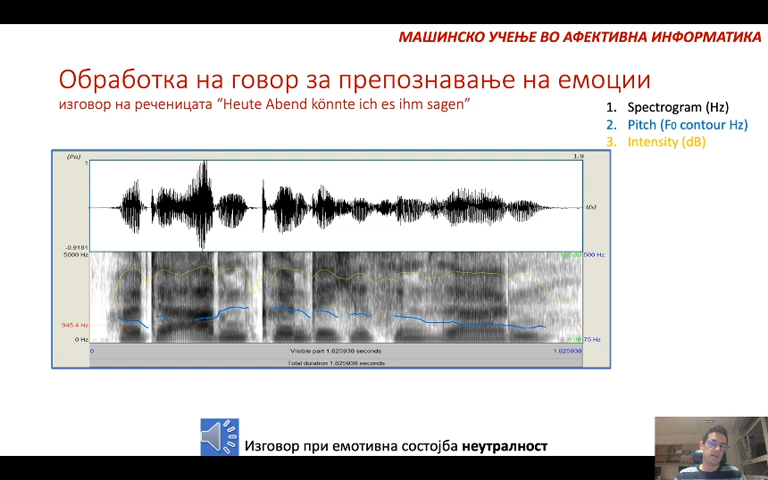 МАШИНСКО УЧЕЊЕ ВО АФЕКТИВНА ИНФОРМАТИКА
Обработка на говор за препознавање на емоции
изговор на реченицата “Heute Abend könnte ich es ihm sagen”
1. Spectrogram (Hz)
2. Pitch (F0 contour Hz)
3. Intensity (dB)
(Pa)
1
1.9
t(s)
-0.9181
5000 Hz
500 Hz
945.4 Hz
0 Hz
75 Hz
0 Visible part 1.825938 seconds 1.825938
Total duration 1.825938 seconds
Изговор при емотивна состојба неутралност